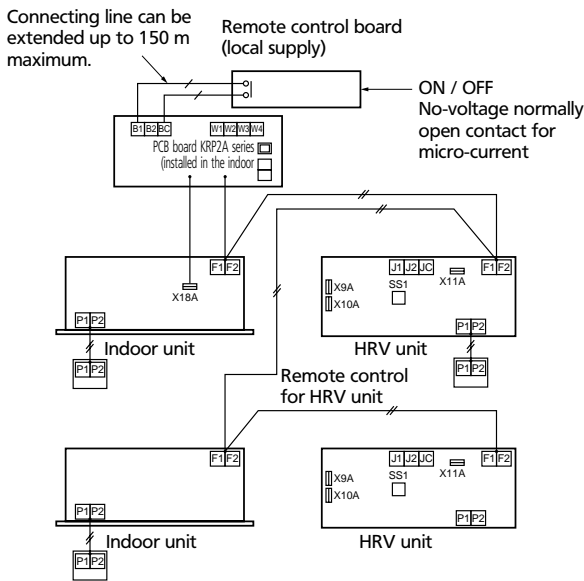 Connecting line can be
extended up to 150 m
maximum.
Remote control board
(local supply)
ON / OFF
No-voltage normally
open contact for
micro-current
B1 B2 BC
W1 W2 W3 W4
PCB board KRP2A series
(installed in the indoor
F1 F2
X18A
P1 P2
Indoor unit
P1 P2
J1 J2 JC
X11A
F1 F2
X9A
X10A
SS1
P1 P2
HRV unit
P1 P2
Remote control
for HRV unit
F1 F2
P1 P2
Indoor unit
P1 P2
J1 J2 JC
X11A
F1 F2
X9A
X10A
SS1
P1 P2
HRV unit